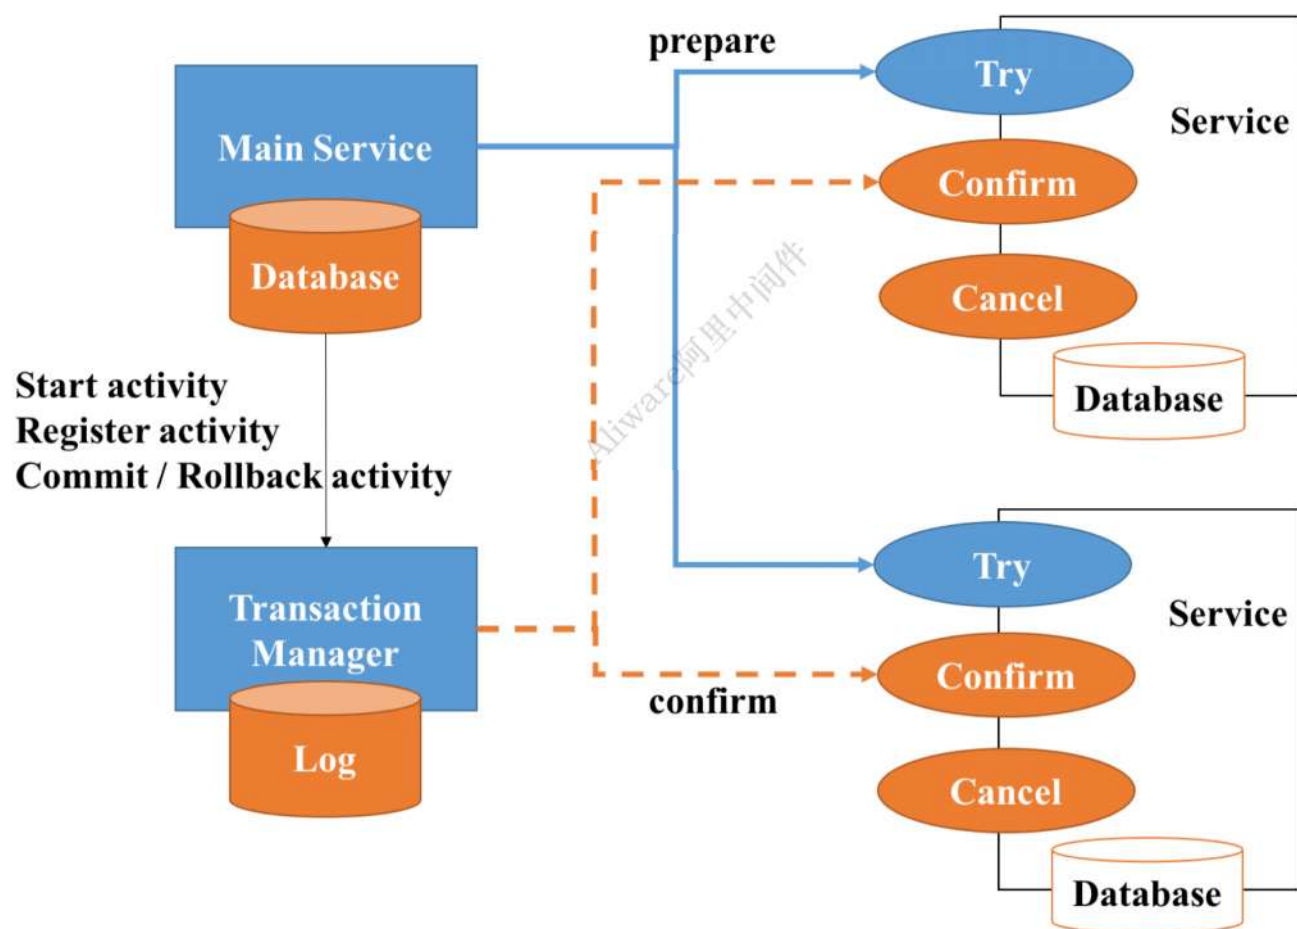 prepare
Try
Service
Main Service
Confirm
Database
Cancel
Aliware阿里中间件
Database
Start activity
Register activity
Commit / Rollback activity
Try
Service
Transaction
Manager
Confirm
confirm
Log
Cancel
Database